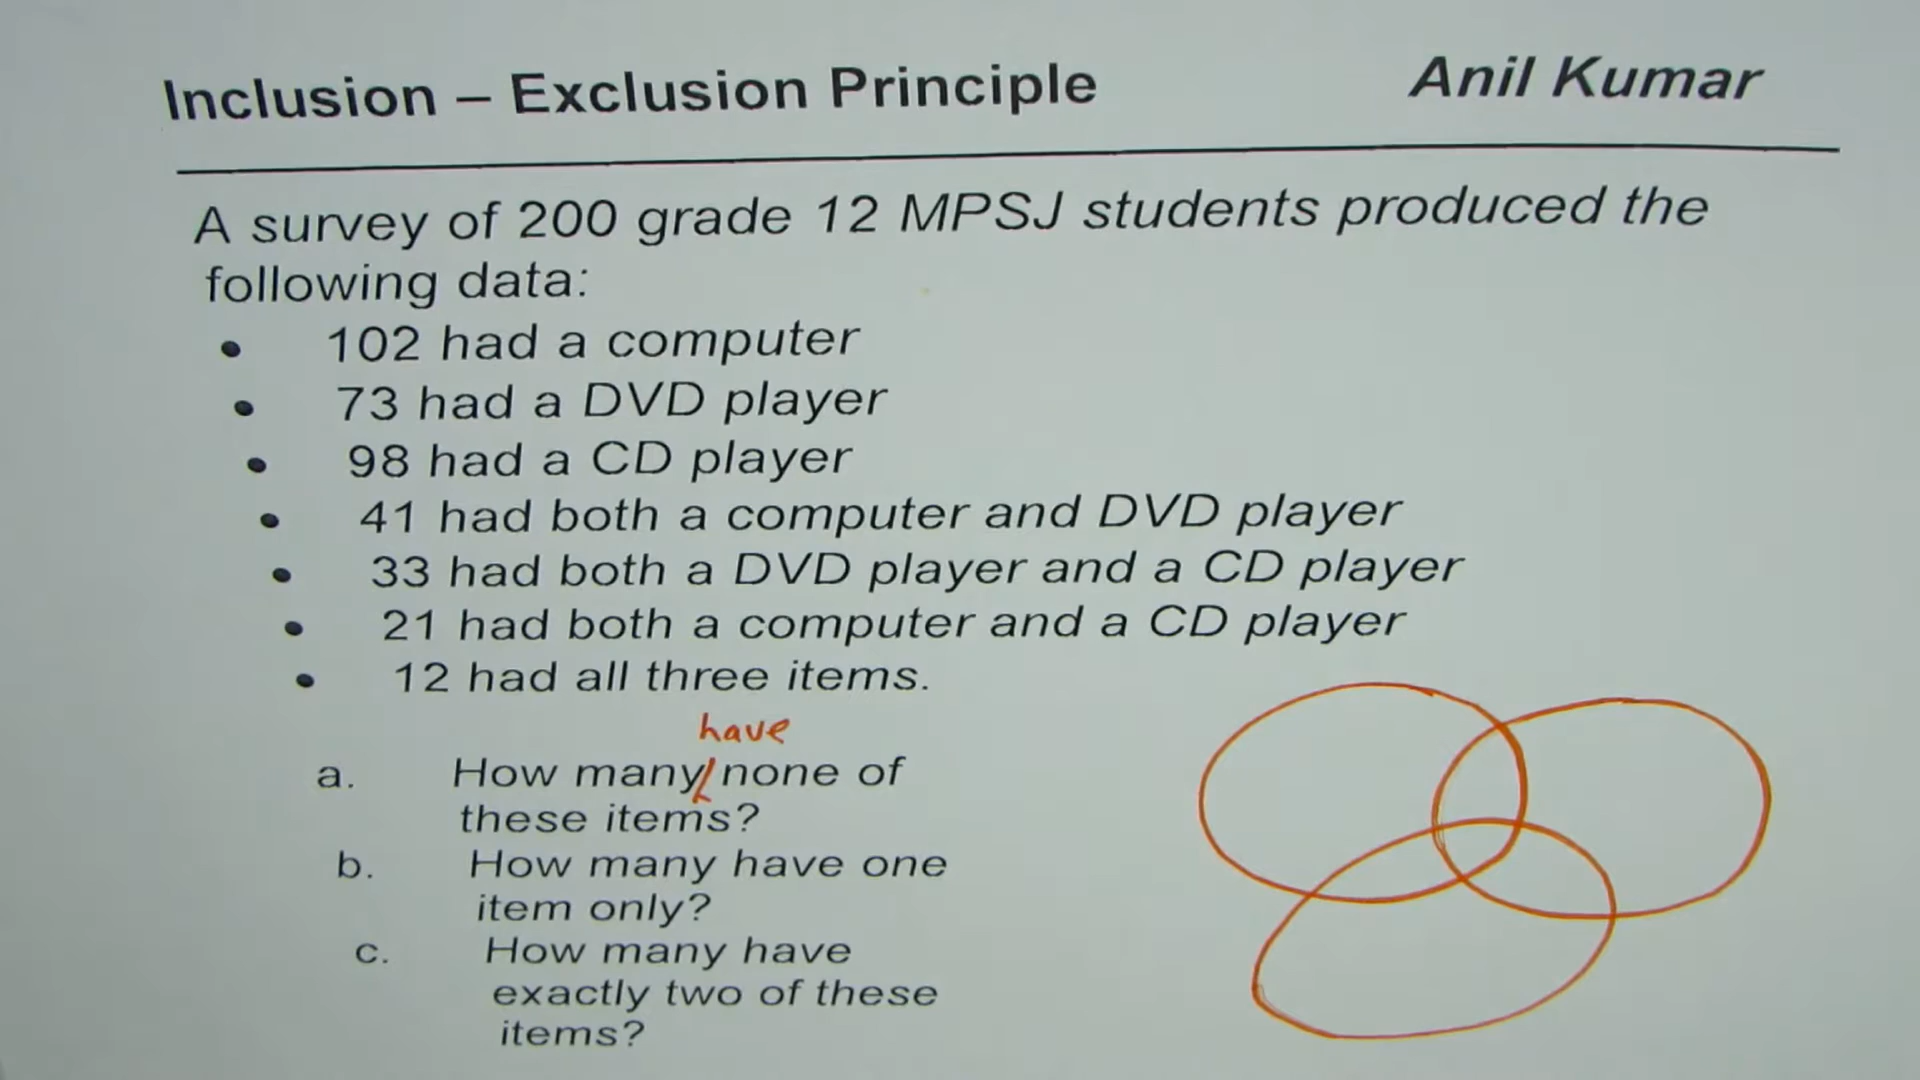 Inclusion – Exclusion Principle
Anil Kumar
A survey of 200 grade 12 MPSJ students produced the
following data:
• 102 had a computer
• 73 had a DVD player
• 98 had a CD player
• 41 had both a computer and DVD player
• 33 had both a DVD player and a CD player
• 21 had both a computer and a CD player
• 12 had all three items.
have
a. How many none of
these items?
b. How many have one
item only?
c. How many have
exactly two of these
items?